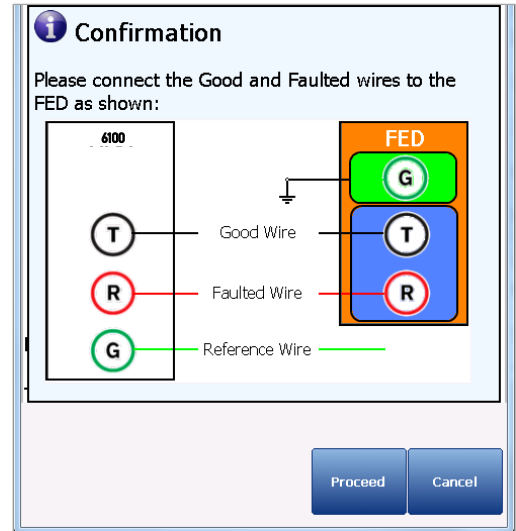 Confirmation
Please connect the Good and Faulted wires to the
FED as shown:
6100
FED
G
T Good Wire T
R Faulted Wire R
G Reference Wire
Proceed Cancel